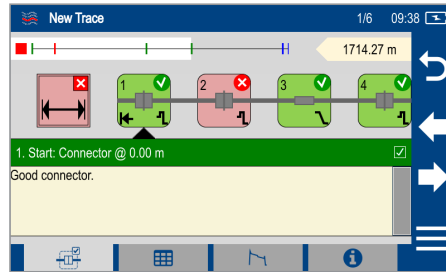 New Trace
1/6
09:38
1714.27 m
1
2
3
4
1. Start: Connector @ 0.00 m
Good connector.